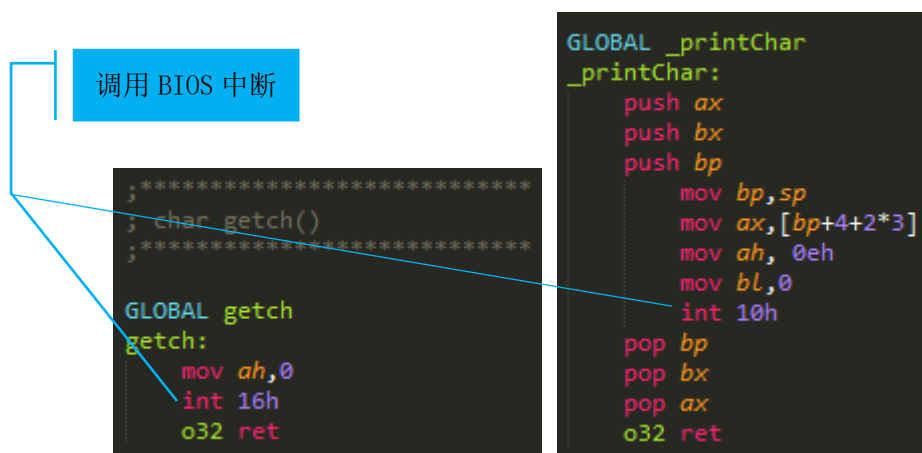 调用 BIOS 中断
;****************************
; char getch()
;****************************
GLOBAL getch
getch:
mov ah,0
int 16h
o32 ret
GLOBAL _printChar
_printChar:
push ax
push bx
push bp
mov bp,sp
mov ax,[bp+4+2*3]
mov ah, 0eh
mov bl,0
int 10h
pop bp
pop bx
pop ax
o32 ret